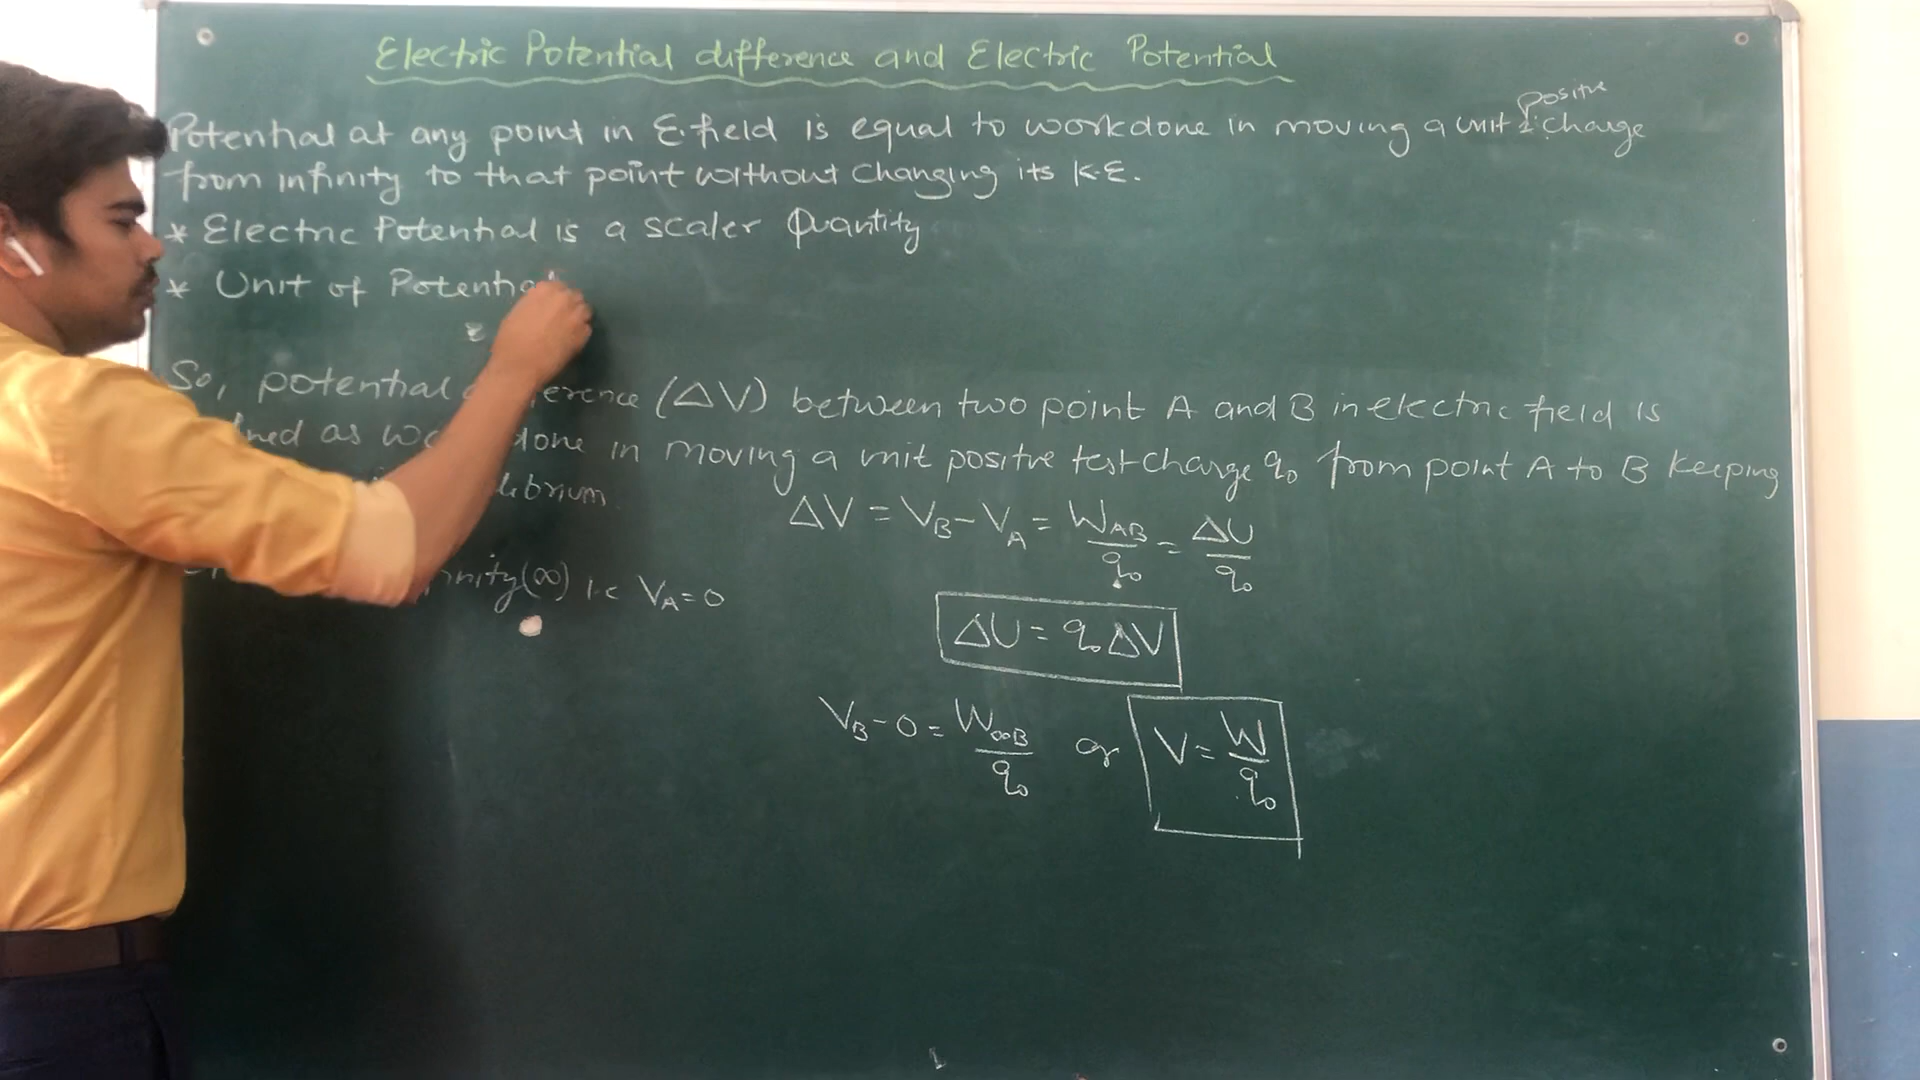 Electric Potential difference and Electric Potential
Potential at any point in E.field is equal to workdone in moving a unit positive charge
from infinity to that point without changing its K.E.
* Electric Potential is a scaler Quantity
* Unit of Potential
So, potential erence (ΔV) between two point A and B in electric field is
ned as wo done in moving a unit positive test charge q₀ from point A to B keeping
librium.
ΔV = V_B - V_A = W_AB/q₀ = ΔU/q₀
nity(∞) i.e V_A = 0
ΔU = q₀ΔV
V_B - 0 = W_∞B/q₀ or V = W/q₀